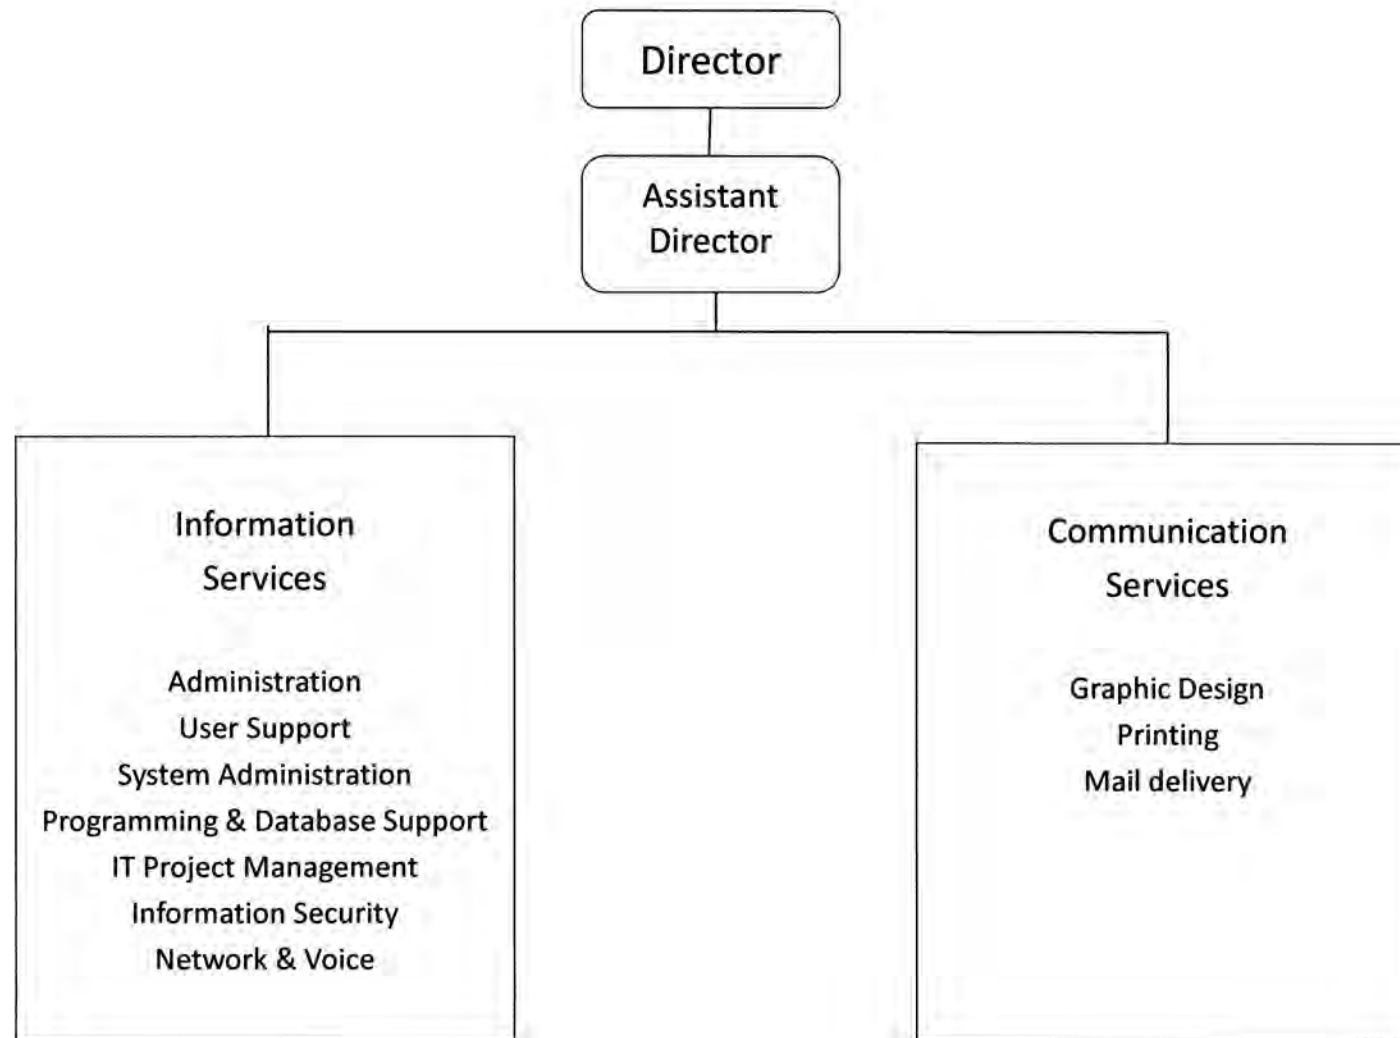 Director
Assistant
Director
Information
Services
Administration
User Support
System Administration
Programming & Database Support
IT Project Management
Information Security
Network & Voice
Communication
Services
Graphic Design
Printing
Mail delivery